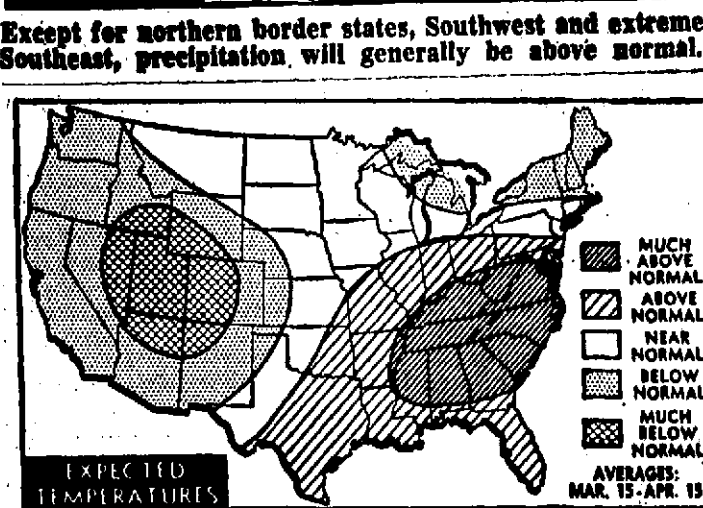 Except for northern border states, Southwest and extreme
Southeast, precipitation will generally be above normal.
MUCH
ABOVE
NORMAL
ABOVE
NORMAL
NEAR
NORMAL
BELOW
NORMAL
MUCH
BELOW
NORMAL
EXPECTED
TEMPERATURES
AVERAGES:
MAR. 15-APR. 15